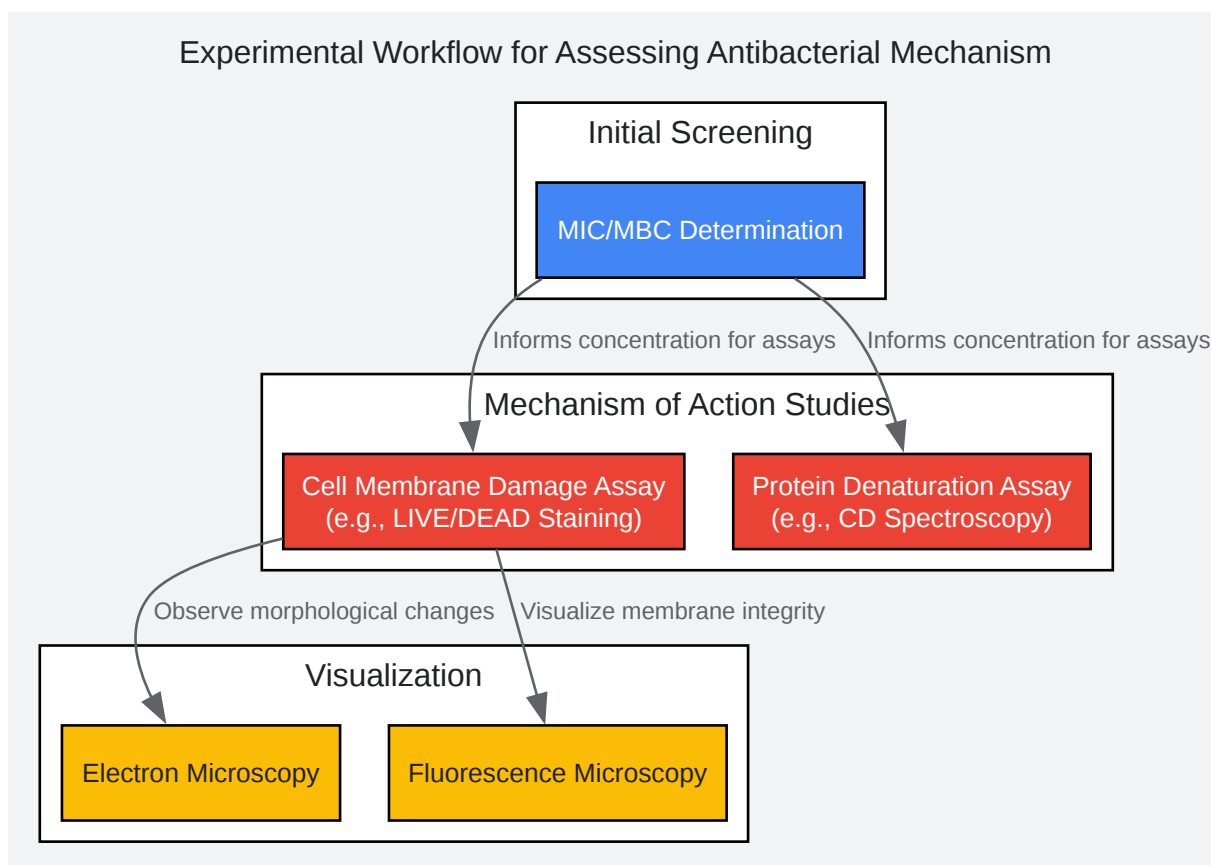 Experimental Workflow for Assessing Antibacterial Mechanism
Initial Screening
MIC/MBC Determination
Informs concentration for assays
Informs concentration for assays
Mechanism of Action Studies
Cell Membrane Damage Assay
(e.g., LIVE/DEAD Staining)
Protein Denaturation Assay
(e.g., CD Spectroscopy)
Observe morphological changes
Visualize membrane integrity
Visualization
Electron Microscopy
Fluorescence Microscopy